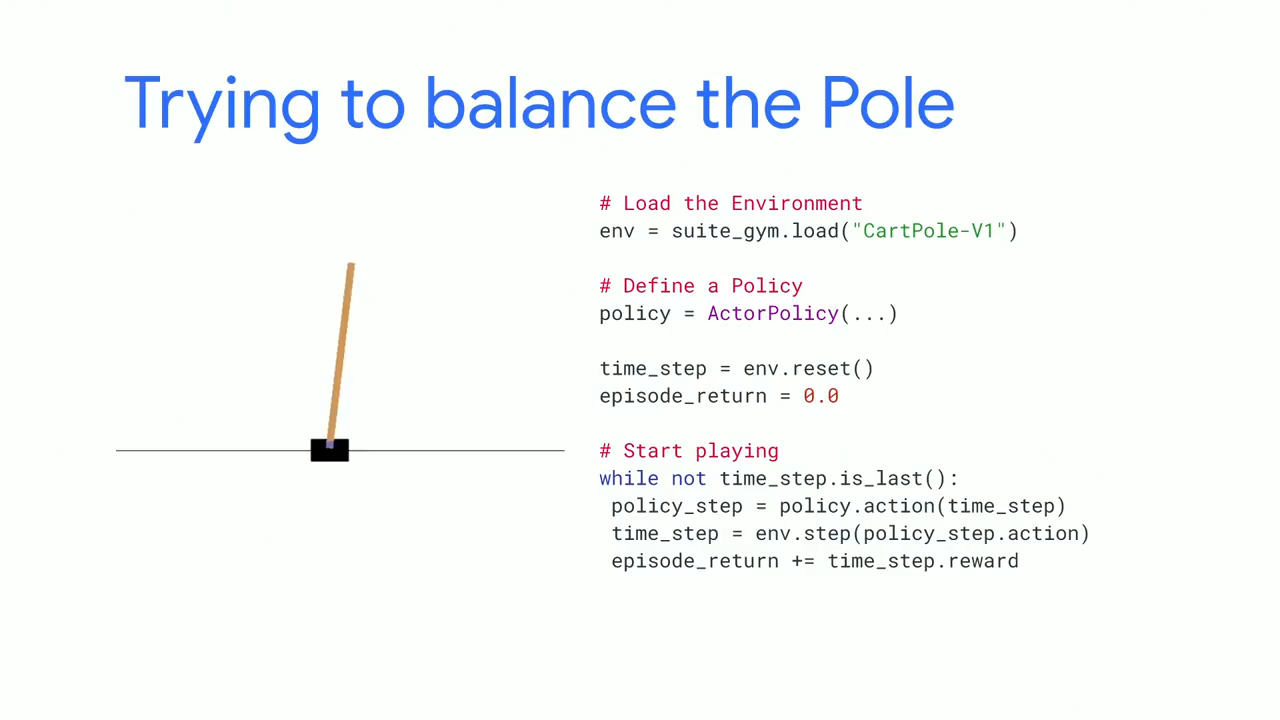 Trying to balance the Pole
# Load the Environment
env = suite_gym.load("CartPole-V1")
# Define a Policy
policy = ActorPolicy(...)
time_step = env.reset()
episode_return = 0.0
# Start playing
while not time_step.is_last():
 policy_step = policy.action(time_step)
 time_step = env.step(policy_step.action)
 episode_return += time_step.reward